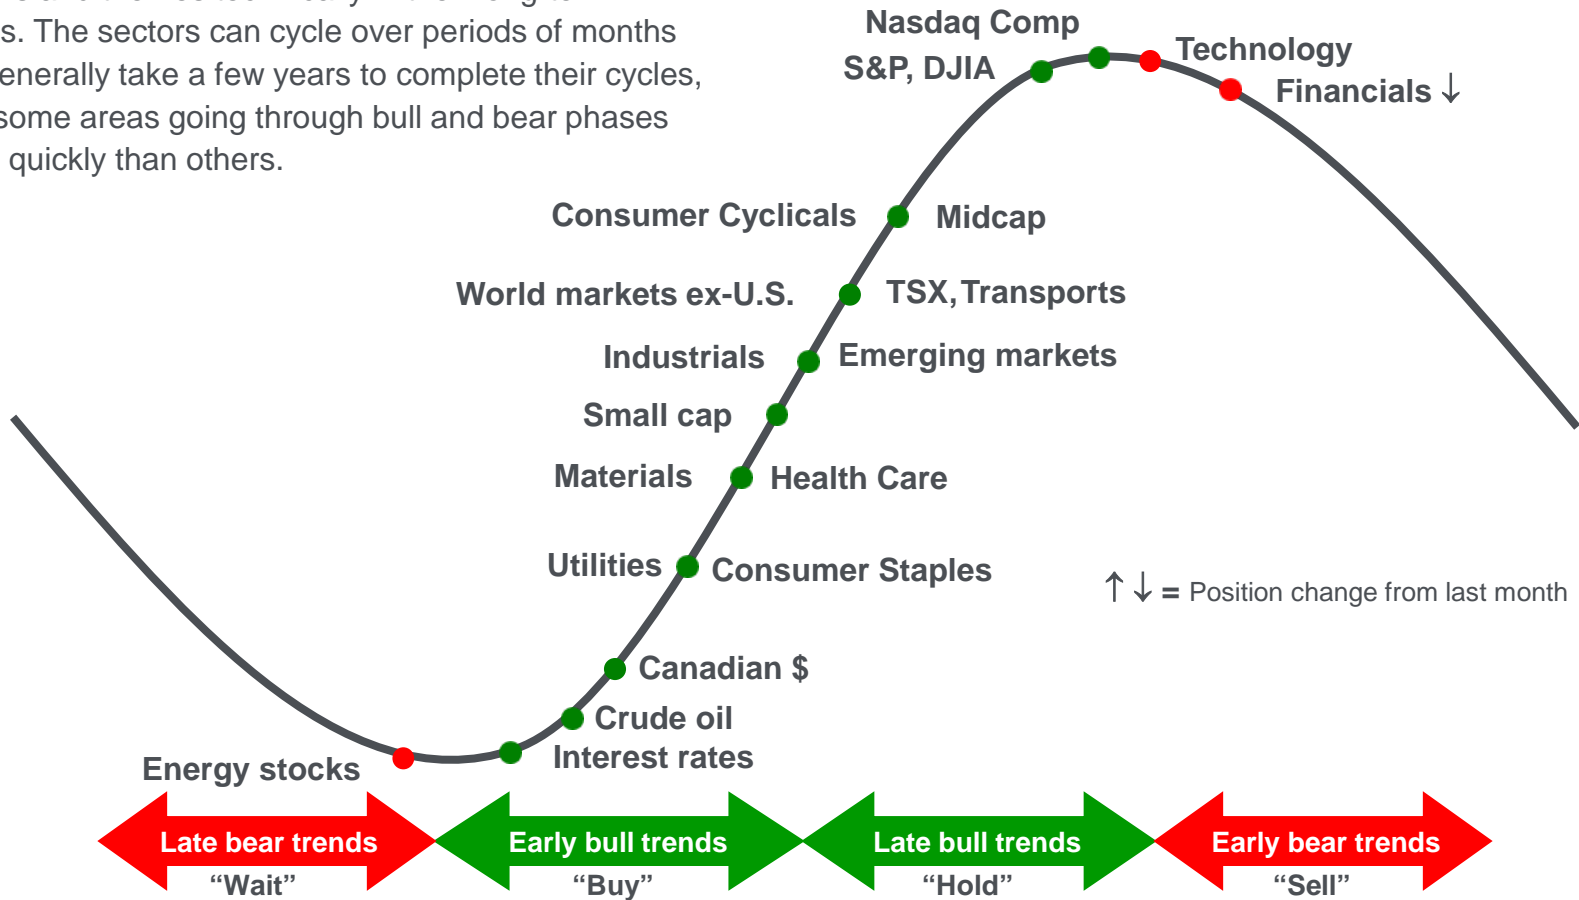 s. The sectors can cycle over periods of months
enerally take a few years to complete their cycles,
some areas going through bull and bear phases
quickly than others.
Nasdaq Comp
S&P, DJIA
Technology
Financials ↓
Consumer Cyclicals
Midcap
World markets ex-U.S.
TSX, Transports
Industrials
Emerging markets
Small cap
Materials
Health Care
Utilities
Consumer Staples
↑ ↓ = Position change from last month
Canadian $
Crude oil
Interest rates
Energy stocks
Late bear trends
Early bull trends
Late bull trends
Early bear trends
“Wait”
“Buy”
“Hold”
“Sell”